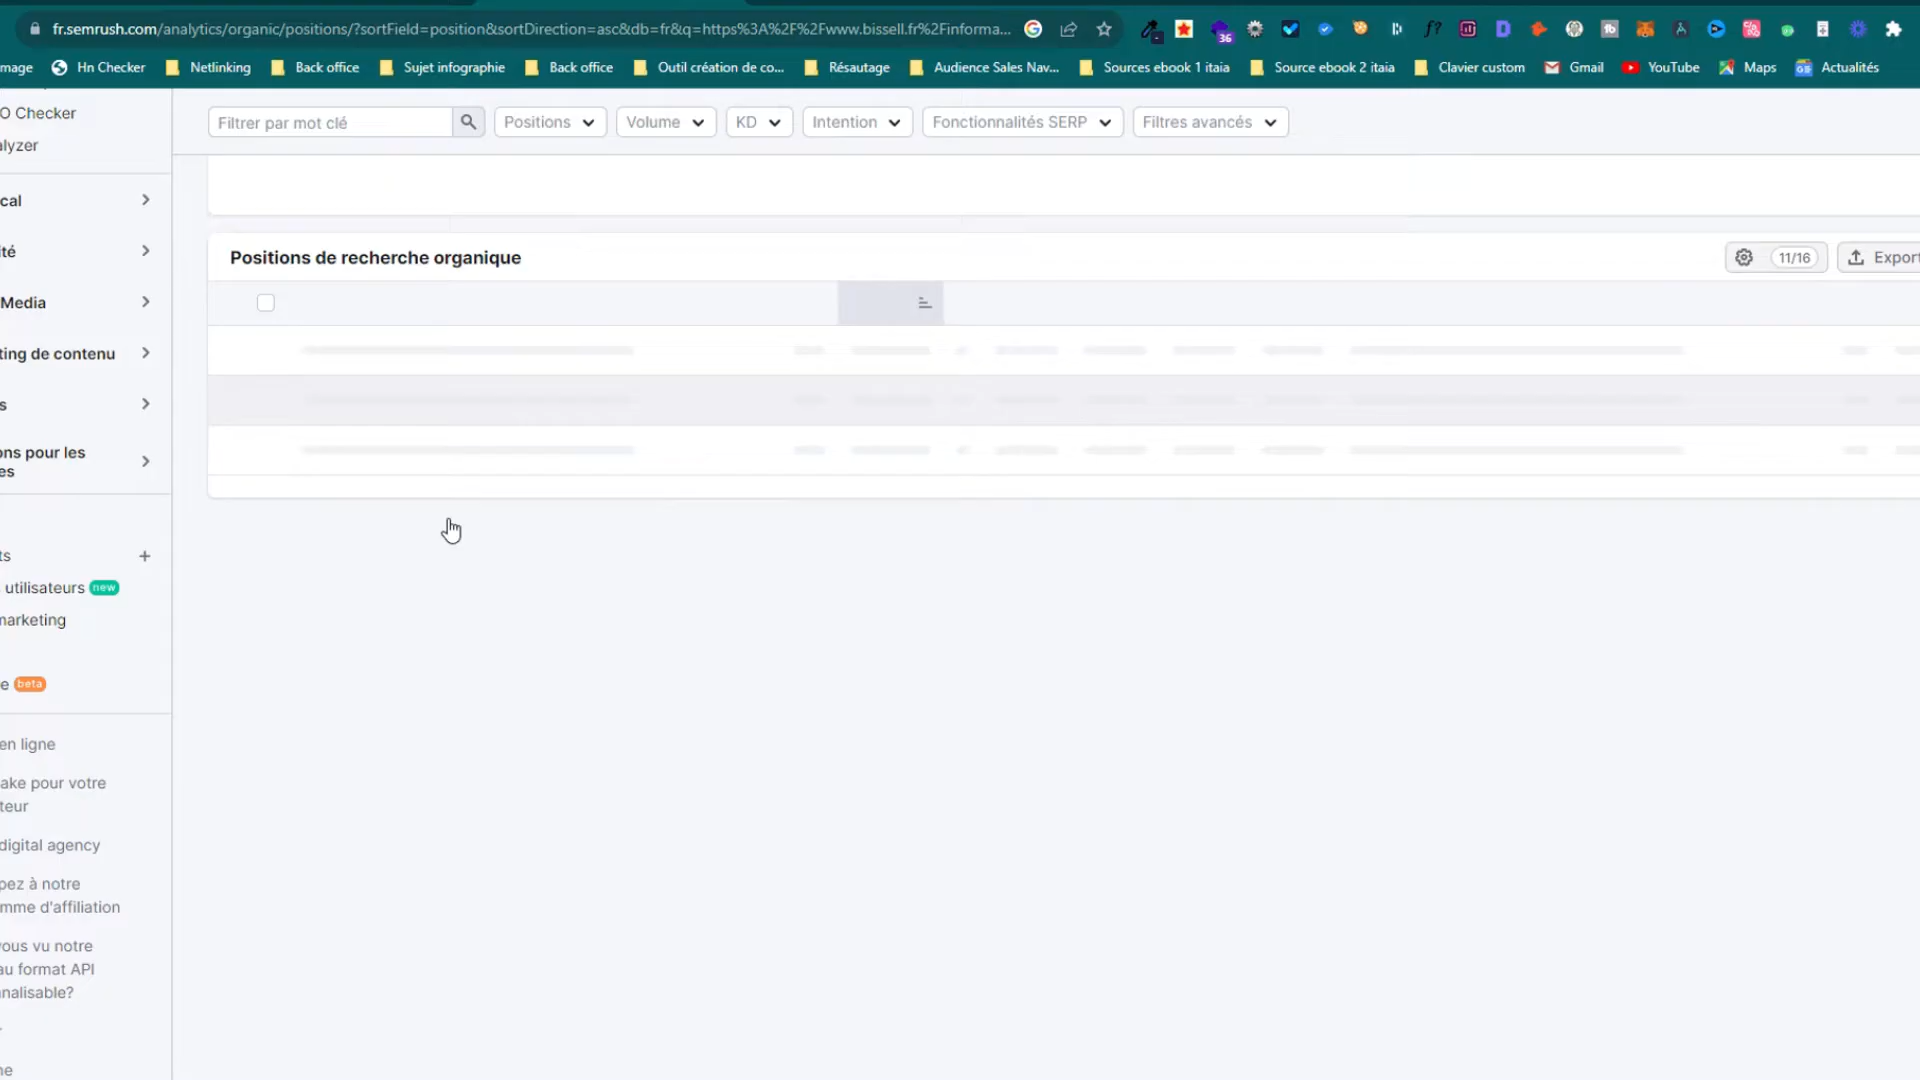 fr.semrush.com/analytics/organic/positions/?sortField=position&sortDirection=asc&db=fr&q=https%3A%2F%2Fwww.bissell.fr%2Finforma...
36
mage
Hn Checker
Netlinking
Back office
Sujet infographie
Back office
Outil création de co...
Résautage
Audience Sales Nav...
Sources ebook 1 itaia
Source ebook 2 itaia
Clavier custom
Gmail
YouTube
Maps
Actualités
O Checker
alyzer
cal
té
Media
ting de contenu
s
ons pour les
es
ts
utilisateurs new
marketing
e beta
en ligne
ake pour votre
teur
digital agency
pez à notre
mme d'affiliation
vous vu notre
au format API
nnalisable?
ne
Filtrer par mot clé
Positions
Volume
KD
Intention
Fonctionnalités SERP
Filtres avancés
Positions de recherche organique
11/16
Export